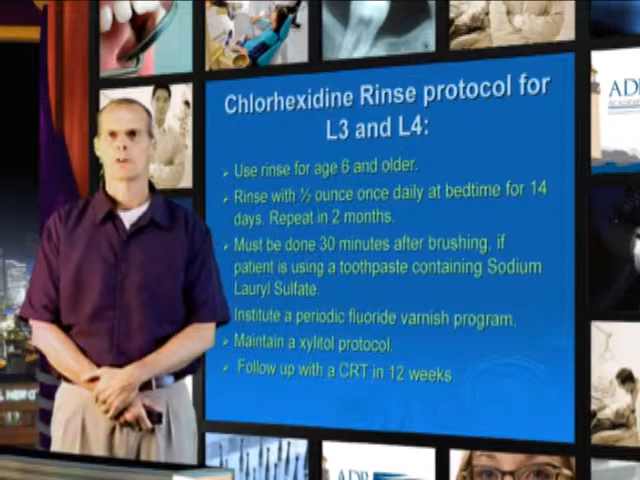 Chlorhexidine Rinse protocol for
L3 and L4:
Use rinse for age 6 and older.
Rinse with ½ ounce once daily at bedtime for 14
days. Repeat in 2 months.
Must be done 30 minutes after brushing, if
patient is using a toothpaste containing Sodium
Lauryl Sulfate.
Institute a periodic fluoride varnish program.
Maintain a xylitol protocol.
Follow up with a CRT in 12 weeks.